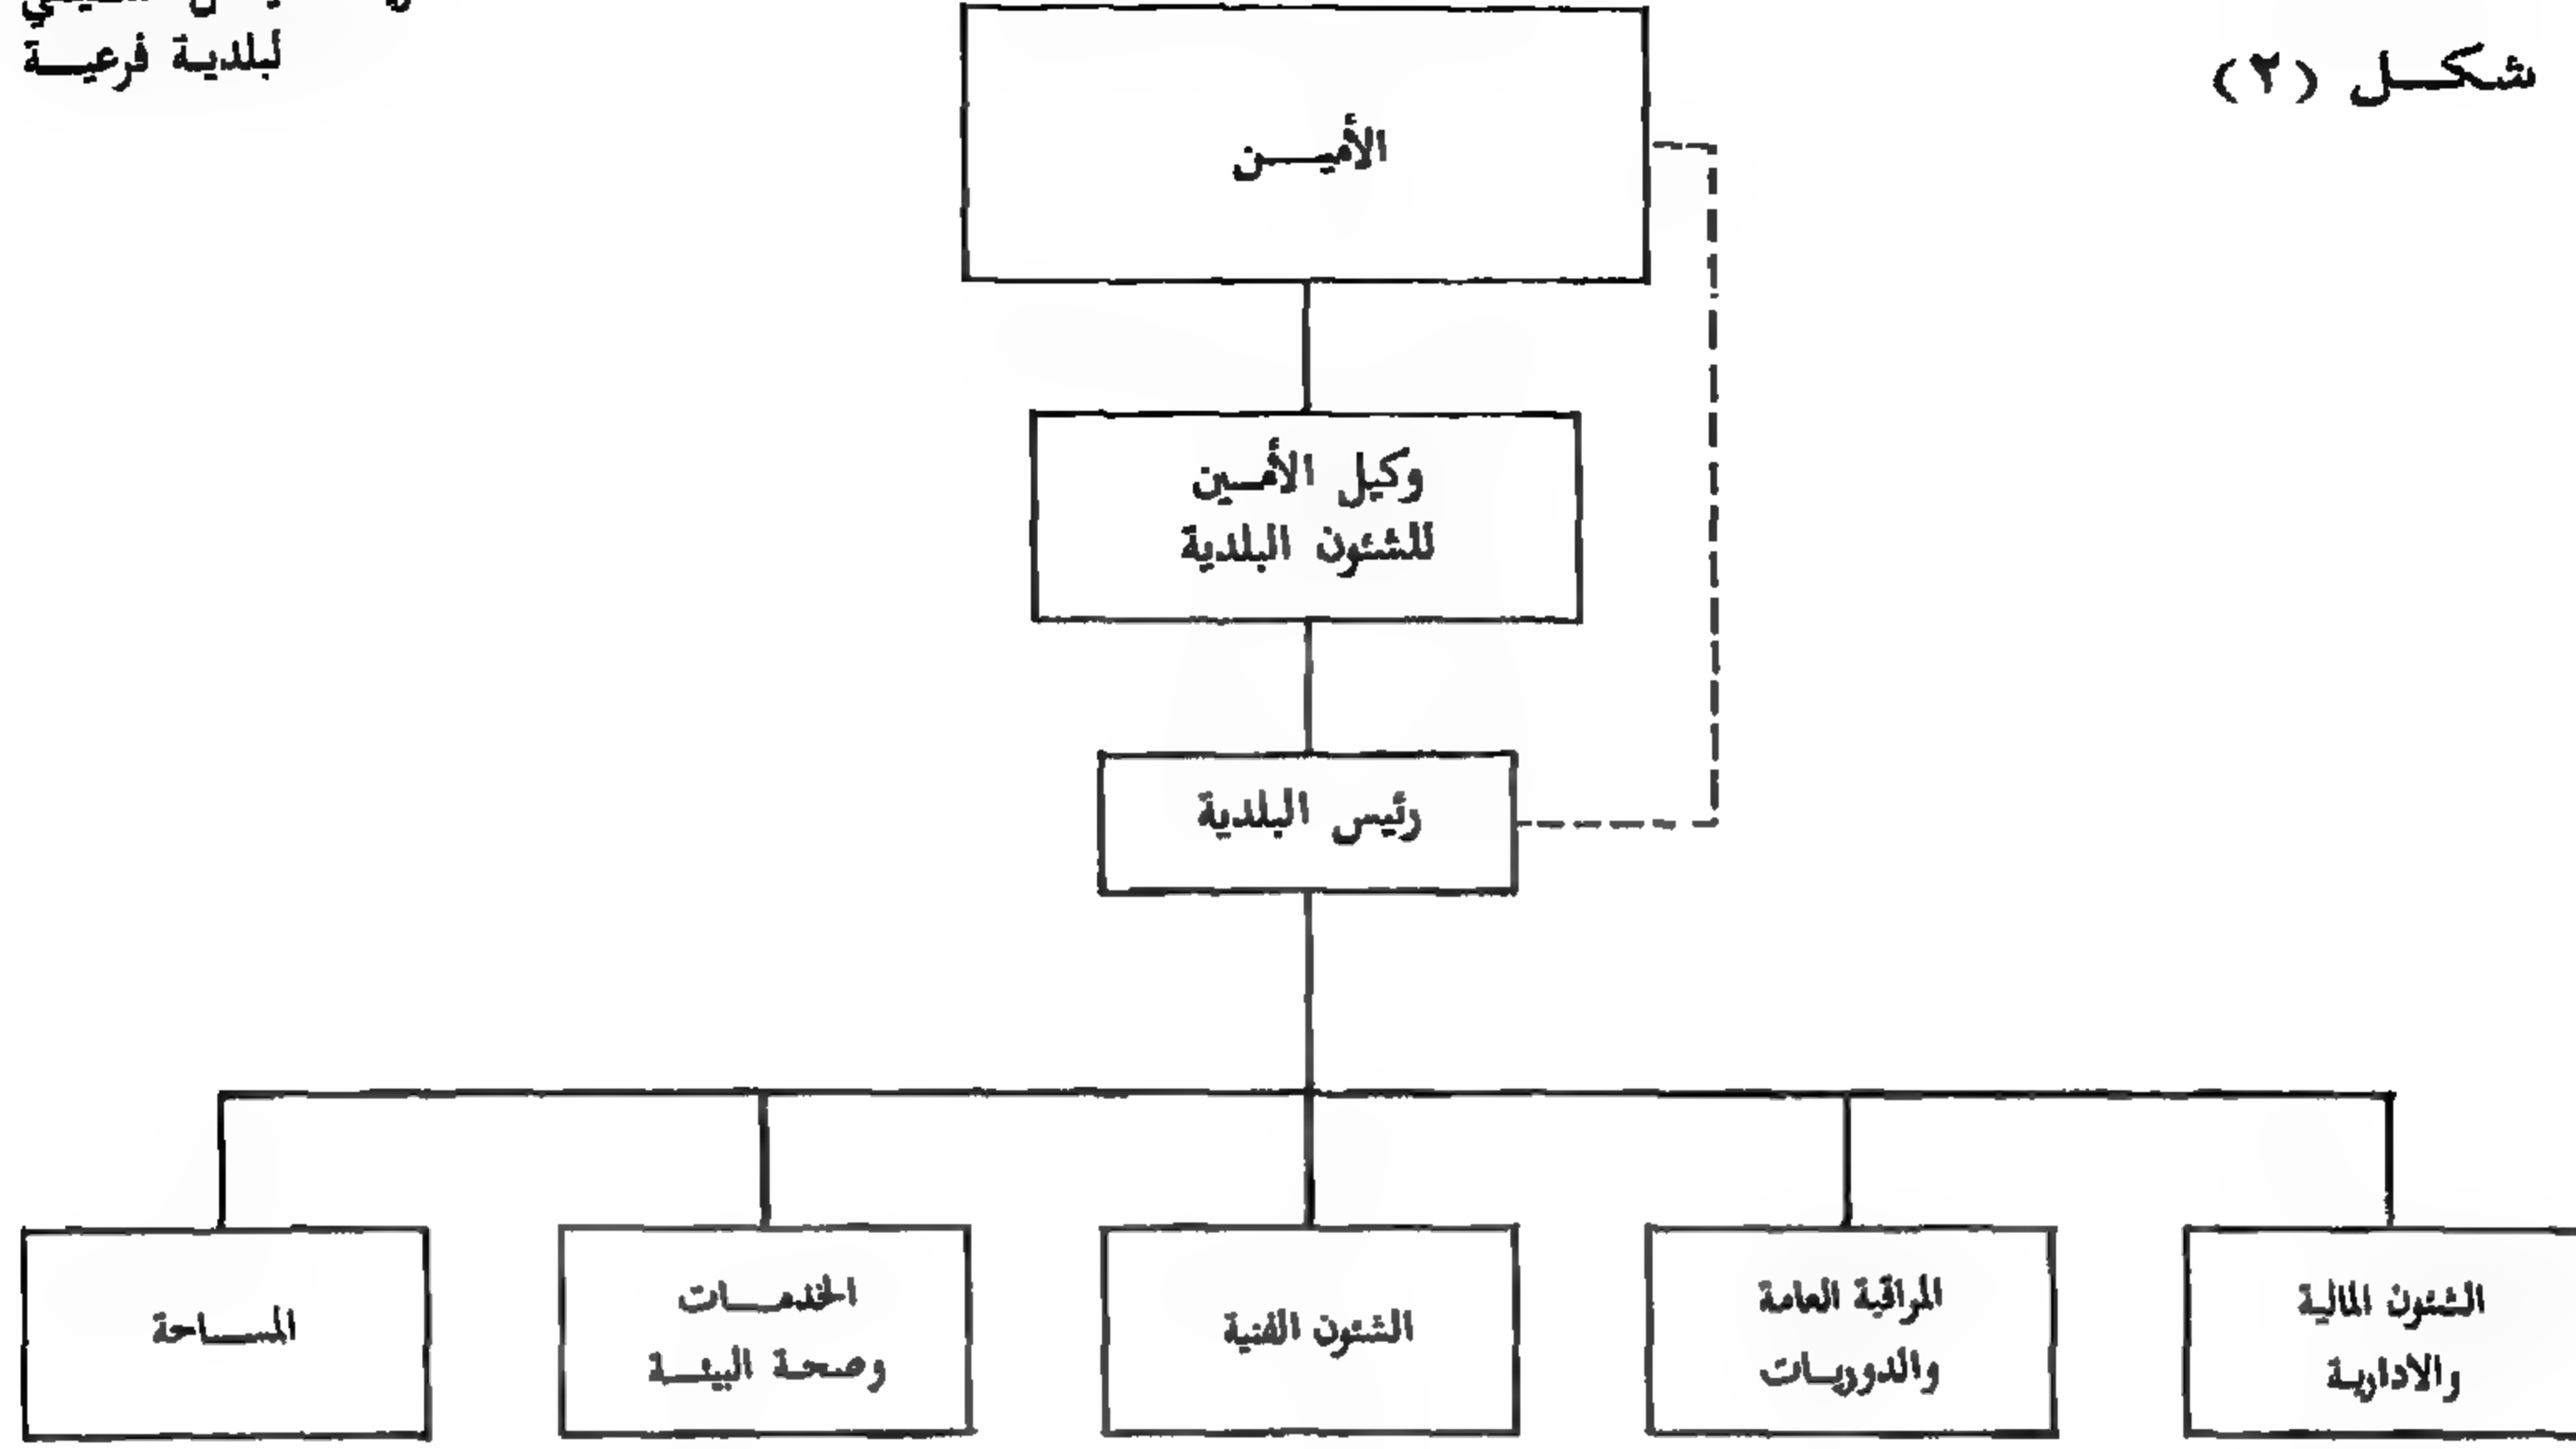 شكل (٢)
لبلدية فرعية
الأمين
وكيل الأمين
للشئون البلدية
رئيس البلدية
الشئون المالية
والادارية
المراقبة العامة
والدوريات
الشئون الفنية
الخدمات
وصحة البيئة
المساحة